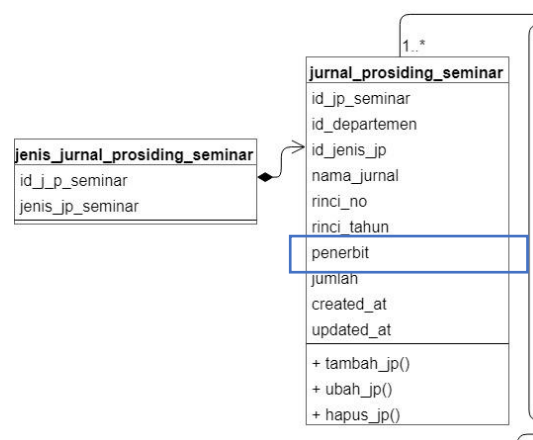 1..*
jurnal_prosiding_seminar
id_jp_seminar
id_departemen
id_jenis_jp
nama_jurnal
rinci_no
rinci_tahun
penerbit
jumlah
created_at
updated_at
+ tambah_jp()
+ ubah_jp()
+ hapus_jp()
jenis_jurnal_prosiding_seminar
id_j_p_seminar
jenis_jp_seminar